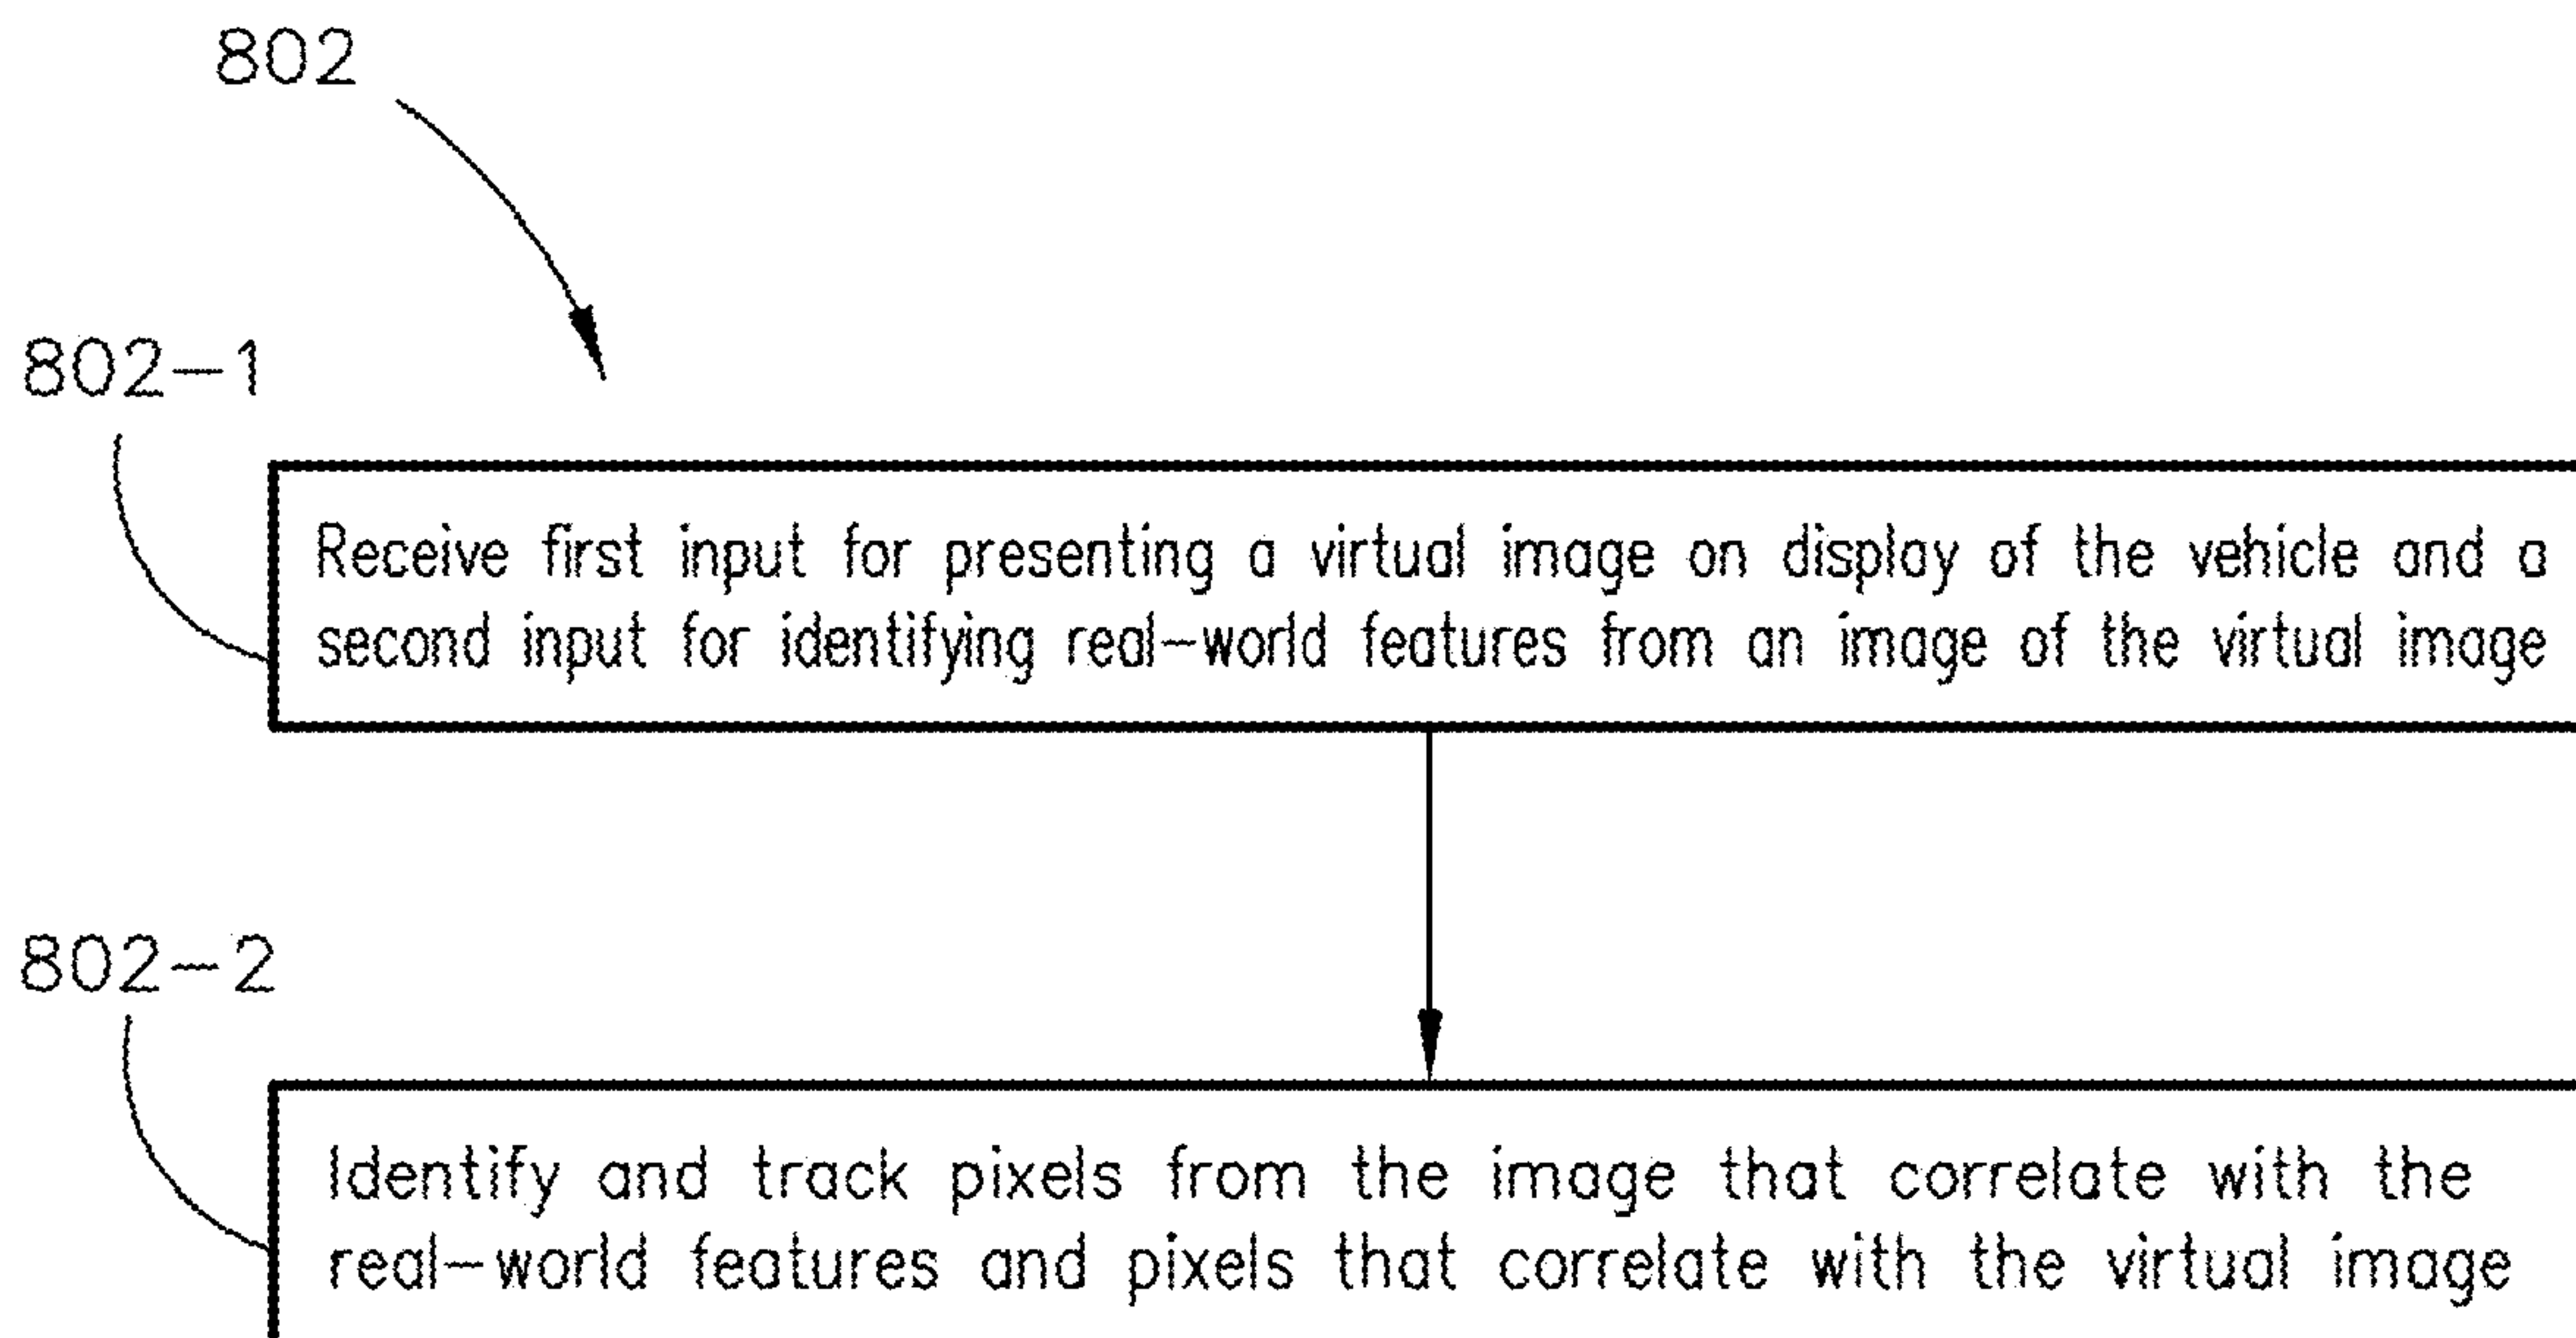 802
802-1
Receive first input for presenting a virtual image on display of the vehicle and a
second input for identifying real-world features from an image of the virtual image
802-2
Identify and track pixels from the image that correlate with the
real-world features and pixels that correlate with the virtual image